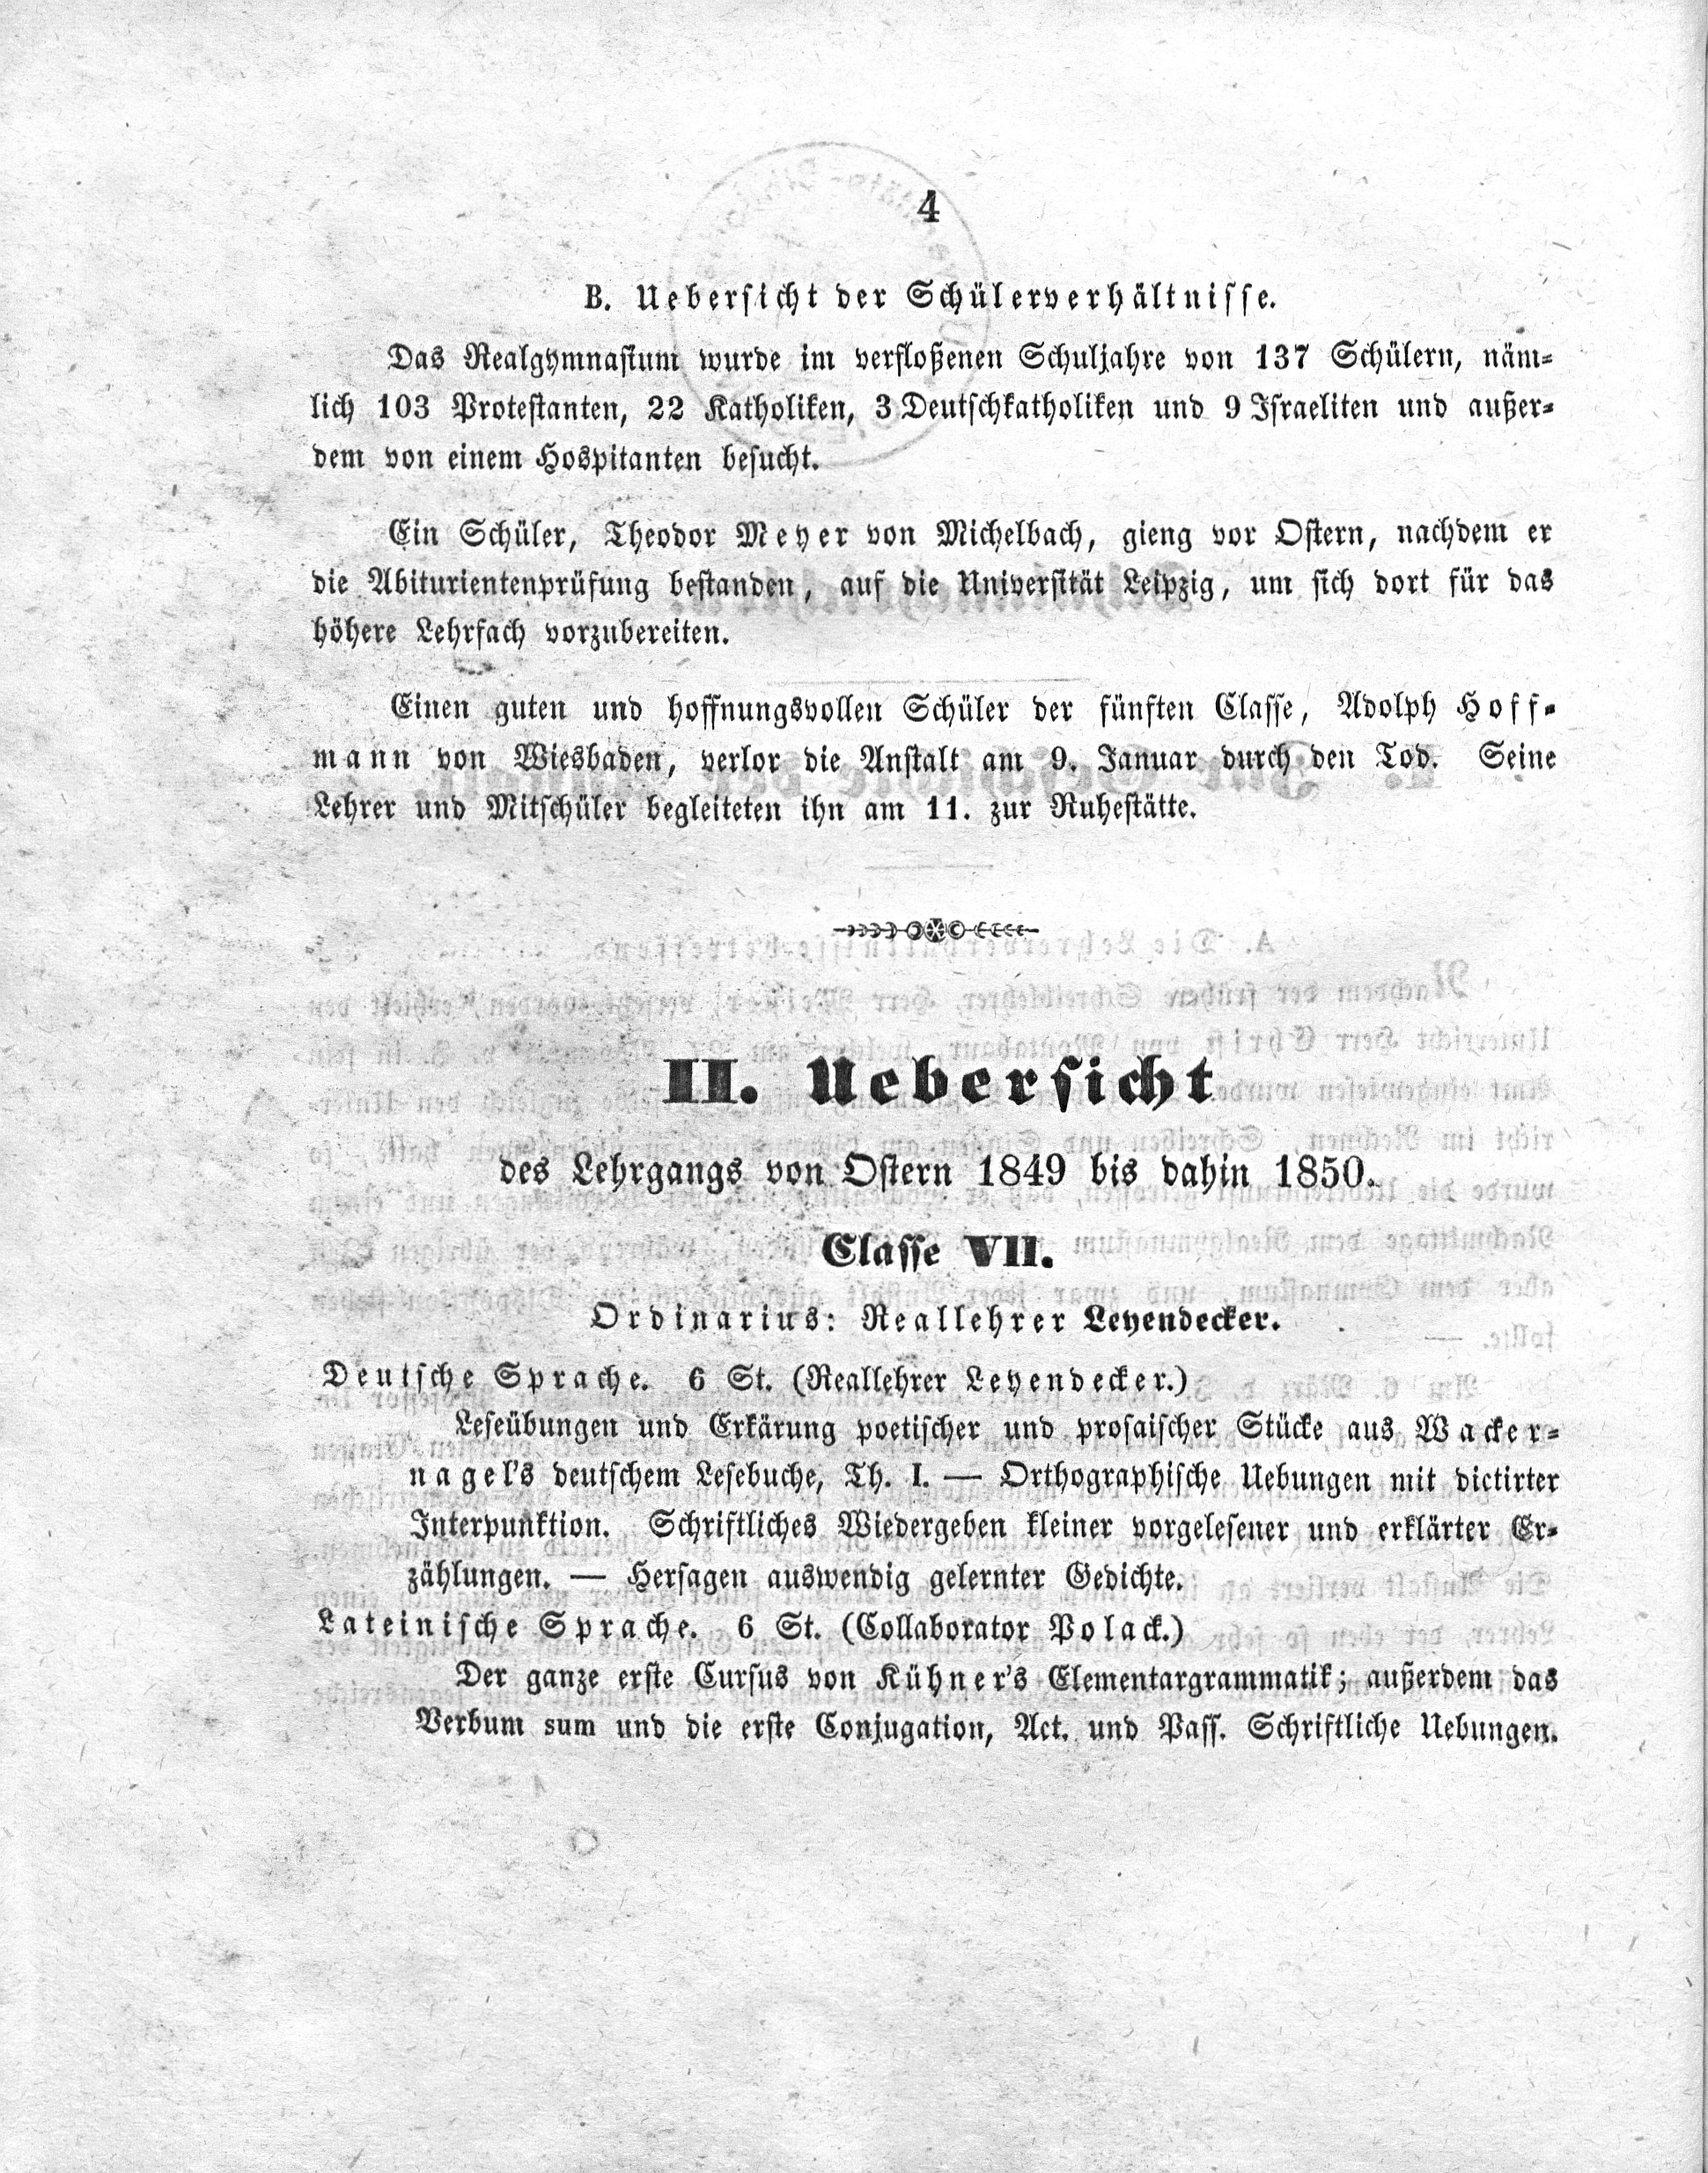 4
B. Uebersicht der Schülerverhältnisse.
Das Realgymnasium wurde im verfloßenen Schuljahre von 137 Schülern, näm-
lich 103 Protestanten, 22 Katholiken, 3 Deutschkatholiken und 9 Israeliten und außer-
dem von einem Hospitanten besucht.
Ein Schüler, Theodor Meyer von Michelbach, gieng vor Ostern, nachdem er
die Abiturientenprüfung bestanden, auf die Universität Leipzig, um sich dort für das
höhere Lehrfach vorzubereiten.
Einen guten und hoffnungsvollen Schüler der fünften Classe, Adolph Hoff-
mann von Wiesbaden, verlor die Anstalt am 9. Januar durch den Tod. Seine
Lehrer und Mitschüler begleiteten ihn am 11. zur Ruhestätte.
II. Uebersicht
des Lehrgangs von Ostern 1849 bis dahin 1850.
Classe VII.
Ordinarius: Reallehrer Leyendecker.
Deutsche Sprache. 6 St. (Reallehrer Leyendecker.)
Leseübungen und Erkärung poetischer und prosaischer Stücke aus Wacker-
nagel's deutschem Lesebuche, Th. I. — Orthographische Uebungen mit dictirter
Interpunktion. Schriftliches Wiedergeben kleiner vorgelesener und erklärter Er-
zählungen. — Hersagen auswendig gelernter Gedichte.
Lateinische Sprache. 6 St. (Collaborator Polack.)
Der ganze erste Cursus von Kühner's Elementargrammatik; außerdem das
Verbum sum und die erste Conjugation, Act. und Pass. Schriftliche Uebungen.